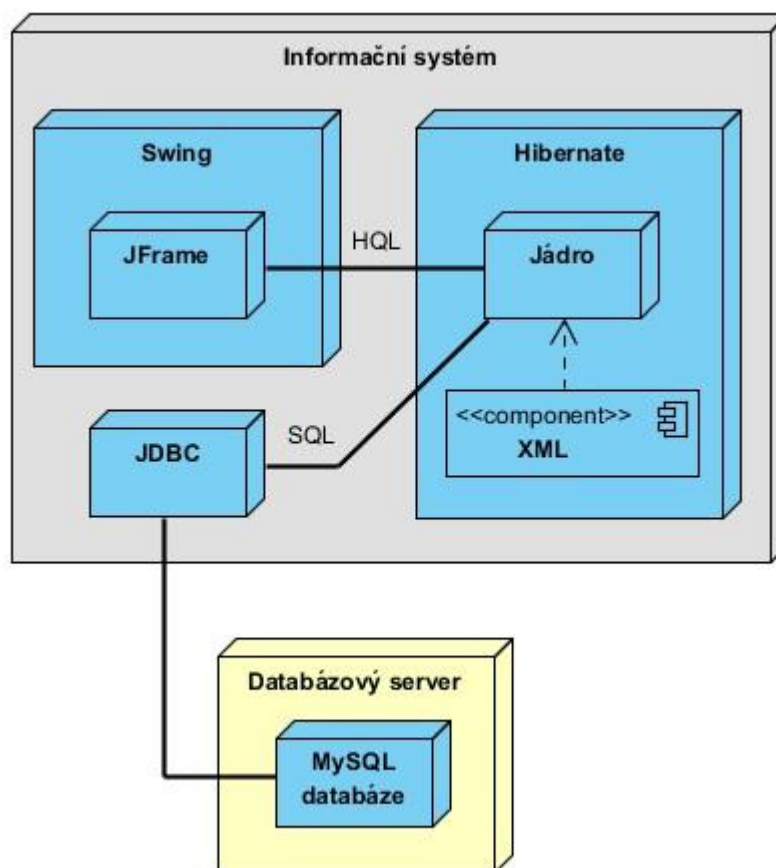 Informační systém
Swing
Hibernate
JFrame
HQL
Jádro
<<component>>
XML
JDBC
SQL
Databázový server
MySQL
databáze